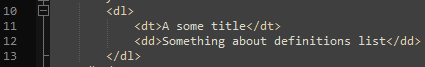 10 <dl>
11 <dt>A some title</dt>
12 <dd>Something about definitions list</dd>
13 </dl>